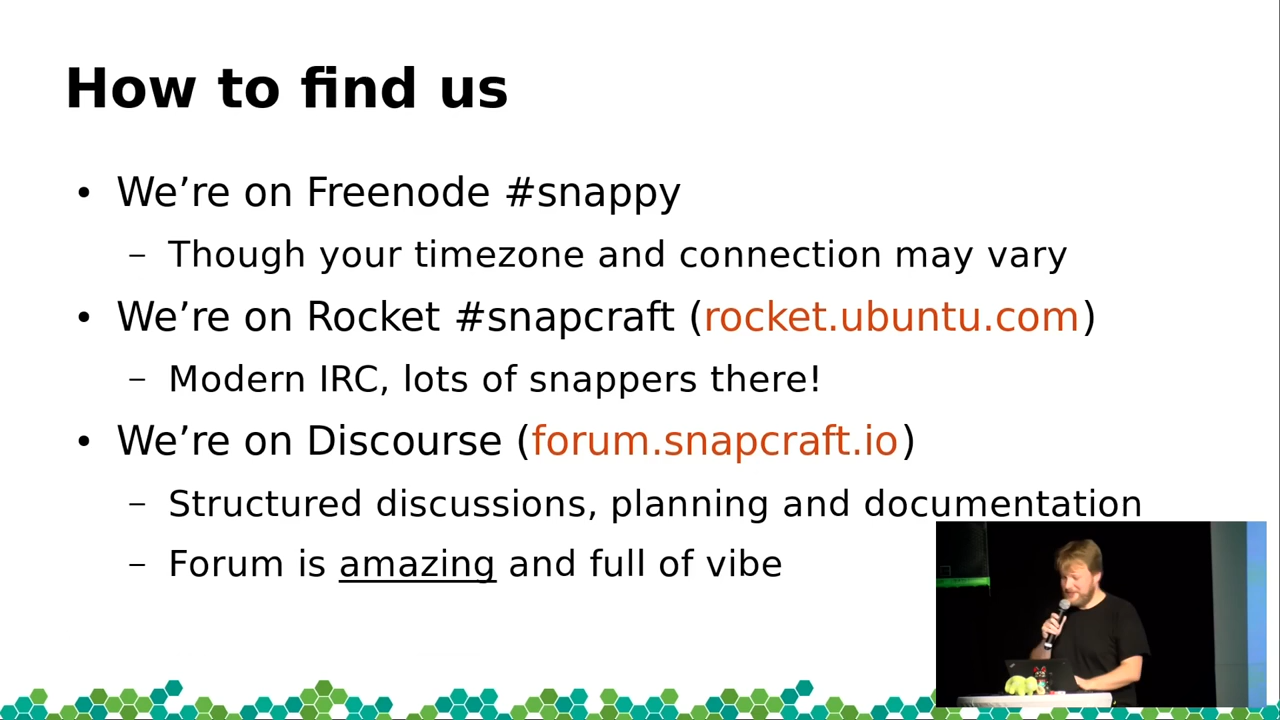 How to find us
• We’re on Freenode #snappy
– Though your timezone and connection may vary
• We’re on Rocket #snapcraft (rocket.ubuntu.com)
– Modern IRC, lots of snappers there!
• We’re on Discourse (forum.snapcraft.io)
– Structured discussions, planning and documentation
– Forum is amazing and full of vibe